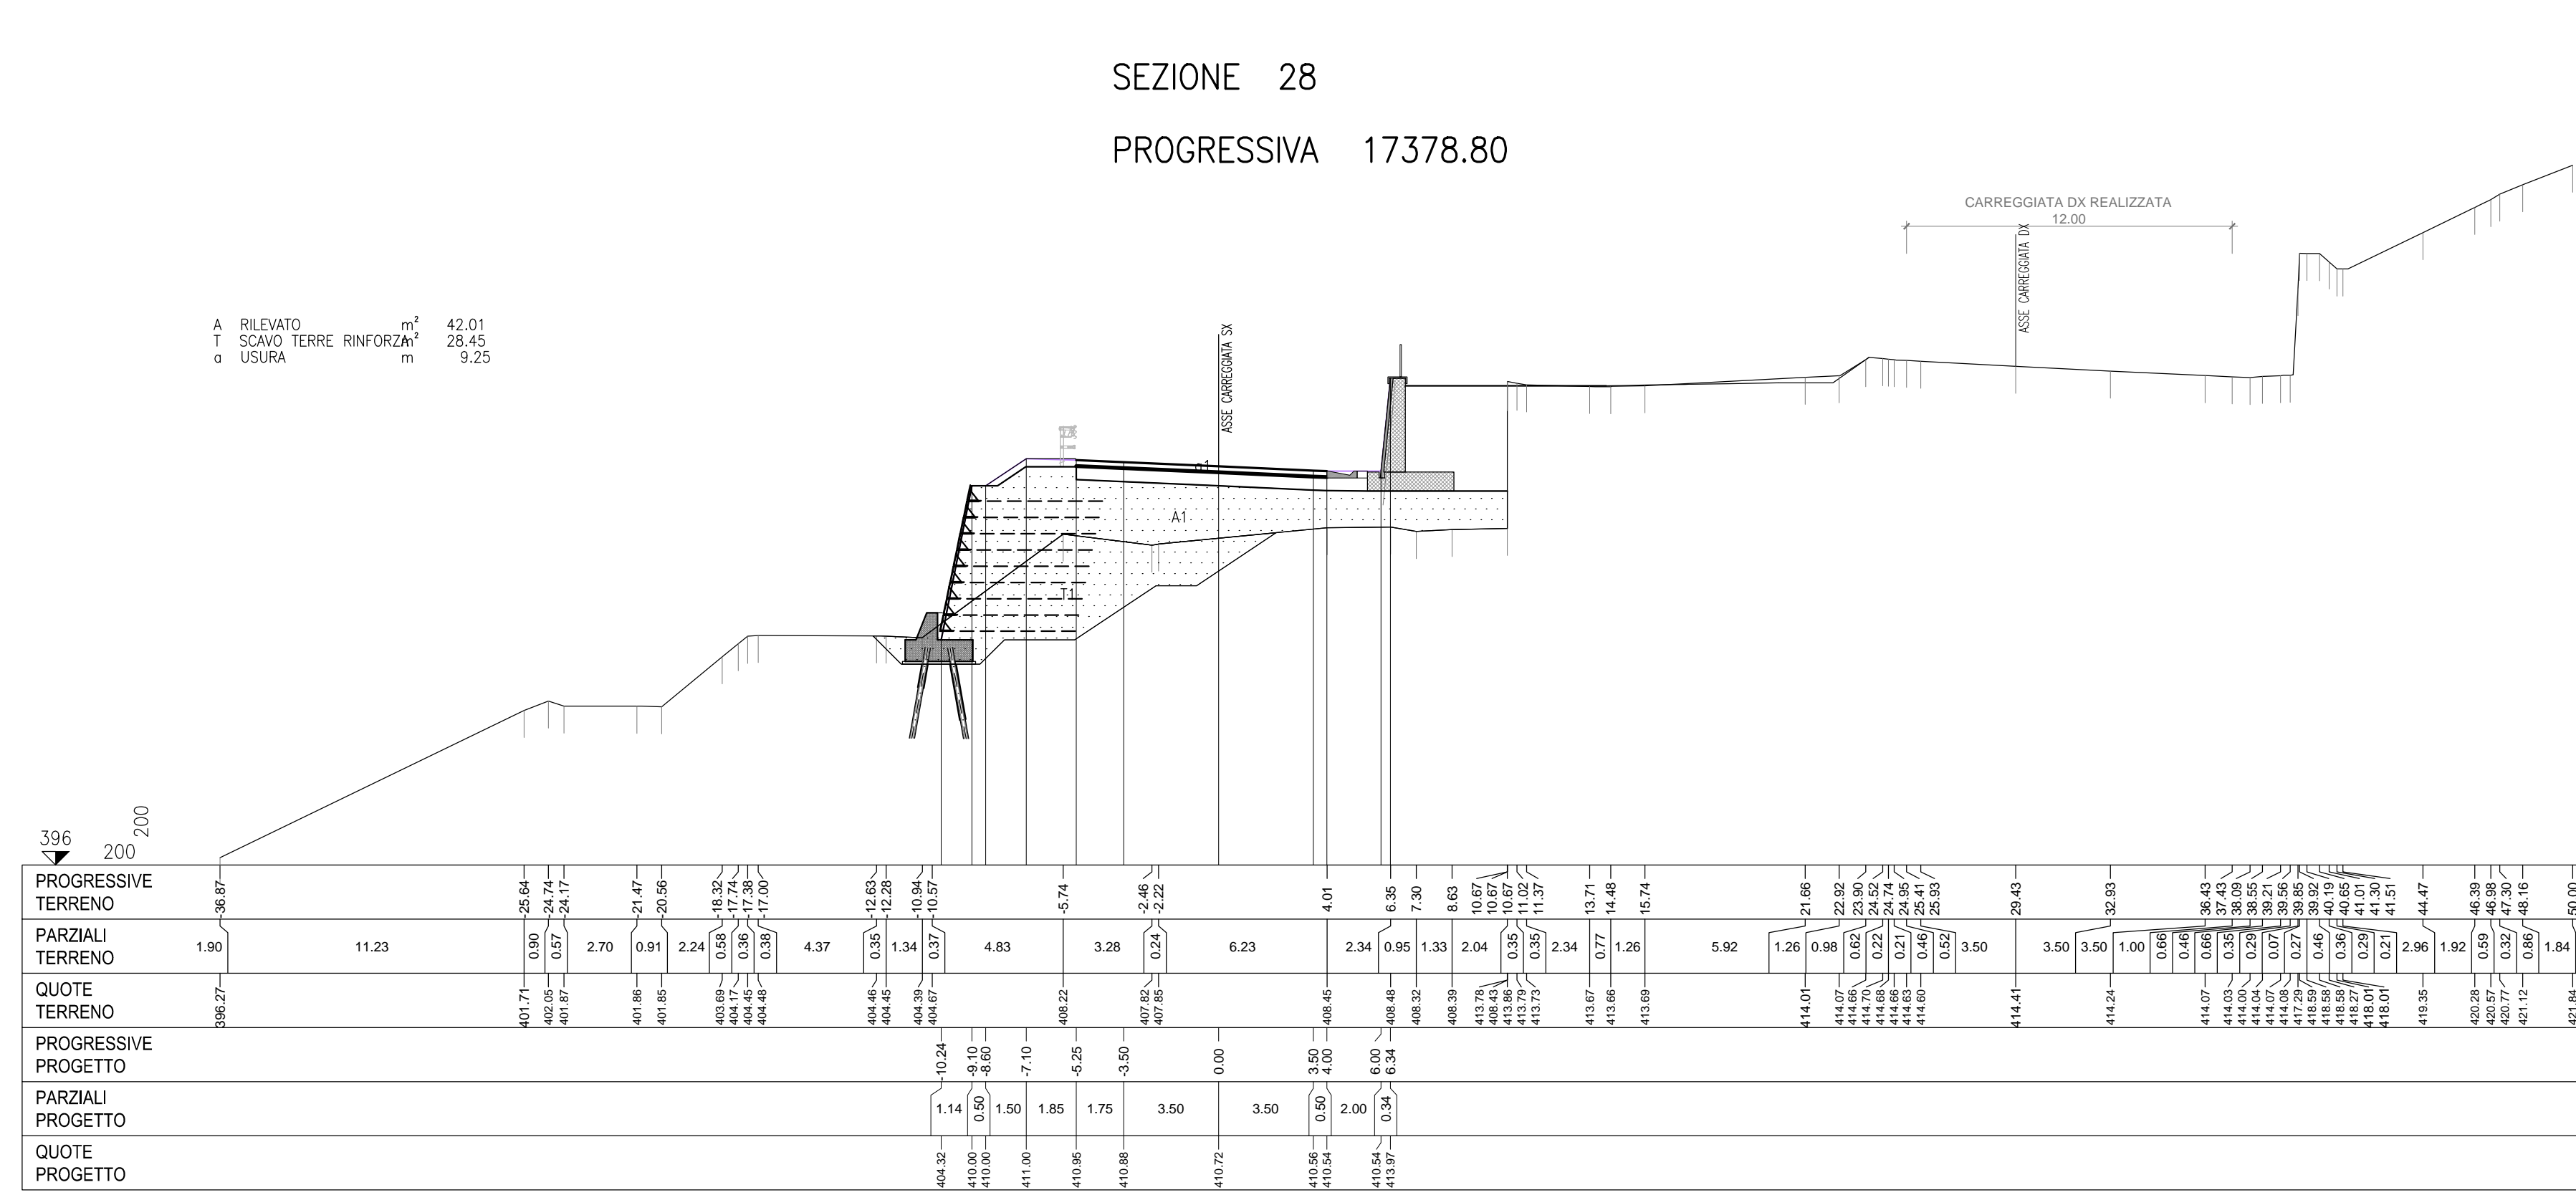 SEZIONE 28
PROGRESSIVA 17378.80
CARREGGIATA DX REALIZZATA
12.00
ASSE CARREGGIATA DX
A RILEVATO m² 42.01
T SCAVO TERRE RINFORZA m² 28.45
a USURA m 9.25
ASSE CARREGGIATA SX
a1
A1
T1
396
200
200
PROGRESSIVE TERRENO
-36.87 -25.64 -24.74 24.17 -21.47 -20.56 -18.32 -17.74 -17.38 -17.00 -12.63 -12.28 -10.94 -10.57 -5.74 -2.46 -2.22 4.01 6.35 7.30 8.63 10.67 10.67 10.67 11.02 11.37 13.71 14.48 15.74 21.66 22.92 23.90 24.52 24.74 24.95 25.41 25.93 29.43 32.93 36.43 37.43 38.09 38.55 39.21 39.56 39.85 39.92 40.19 40.65 41.01 41.30 41.51 44.47 46.39 46.98 47.30 48.16 50.00
PARZIALI TERRENO
1.90 11.23 0.90 0.57 2.70 0.91 2.24 0.58 0.36 0.38 4.37 0.35 1.34 0.37 4.83 3.28 0.24 6.23 2.34 0.95 1.33 2.04 0.35 0.35 2.34 0.77 1.26 5.92 1.26 0.98 0.62 0.22 0.21 0.46 0.52 3.50 3.50 3.50 1.00 0.66 0.46 0.66 0.35 0.29 0.07 0.27 0.46 0.36 0.29 0.21 2.96 1.92 0.59 0.32 0.86 1.84
QUOTE TERRENO
396.27 401.71 402.05 401.87 401.86 401.85 403.69 404.17 404.45 404.48 404.46 404.45 404.39 404.67 408.22 407.82 407.85 408.45 408.48 408.32 408.39 413.78 408.43 413.86 413.79 413.73 413.67 413.66 413.69 414.01 414.07 414.66 414.70 414.68 414.66 414.63 414.60 414.41 414.24 414.07 414.03 414.00 414.04 414.07 414.08 417.29 418.59 418.58 418.58 418.27 418.01 418.01 419.35 420.28 420.57 420.77 421.12 421.84
PROGRESSIVE PROGETTO
-10.24 -9.10 -8.60 -7.10 -5.25 -3.50 0.00 3.50 4.00 6.00 6.34
PARZIALI PROGETTO
1.14 0.50 1.50 1.85 1.75 3.50 3.50 0.50 2.00 0.34
QUOTE PROGETTO
404.32 410.00 410.00 411.00 410.95 410.88 410.72 410.56 410.54 410.54 413.97